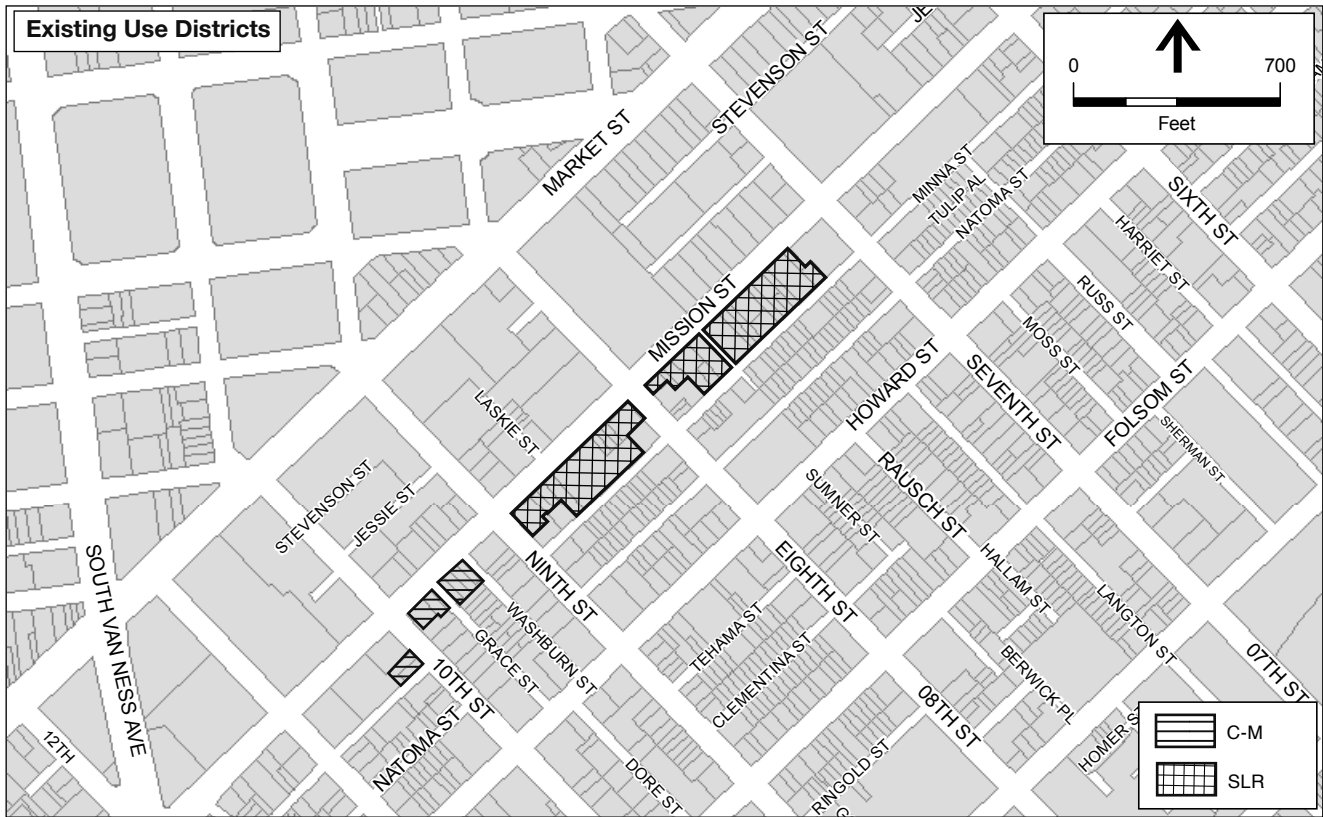 Existing Use Districts
0 700
Feet
STEVENSON ST
MARKET ST
MINNA ST
TULIP AL
NATOMA ST
SIXTH ST
HARRIET ST
RUSS ST
MOSS ST
MISSION ST
HOWARD ST
SEVENTH ST
FOLSOM ST
SHERMAN ST
LASKIE ST
RAUSCH ST
SUMNER ST
STEVENSON ST
JESSIE ST
HALLAM ST
LANGTON ST
EIGHTH ST
NINTH ST
SOUTH VAN NESS AVE
WASHBURN ST
GRACE ST
TEHAMA ST
CLEMENTINA ST
BERWICK PL
07TH ST
10TH ST
08TH ST
NATOMA ST
12TH
DORE ST
RINGOLD ST
HOMER S
C-M
SLR